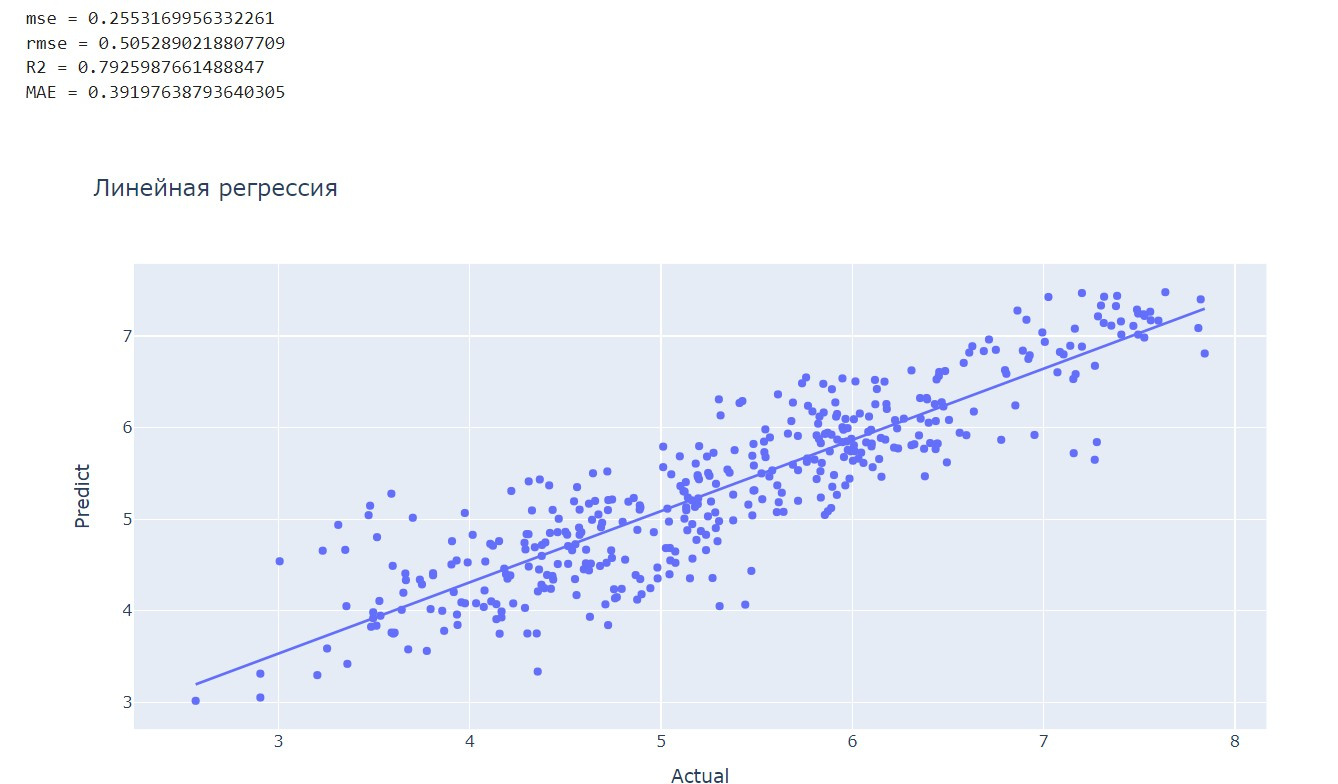 mse = 0.2553169956332261
rmse = 0.5052890218807709
R2 = 0.7925987661488847
MAE = 0.39197638793640305
Линейная регрессия
7
6
5
4
3
Predict
3 4 5 6 7 8
Actual